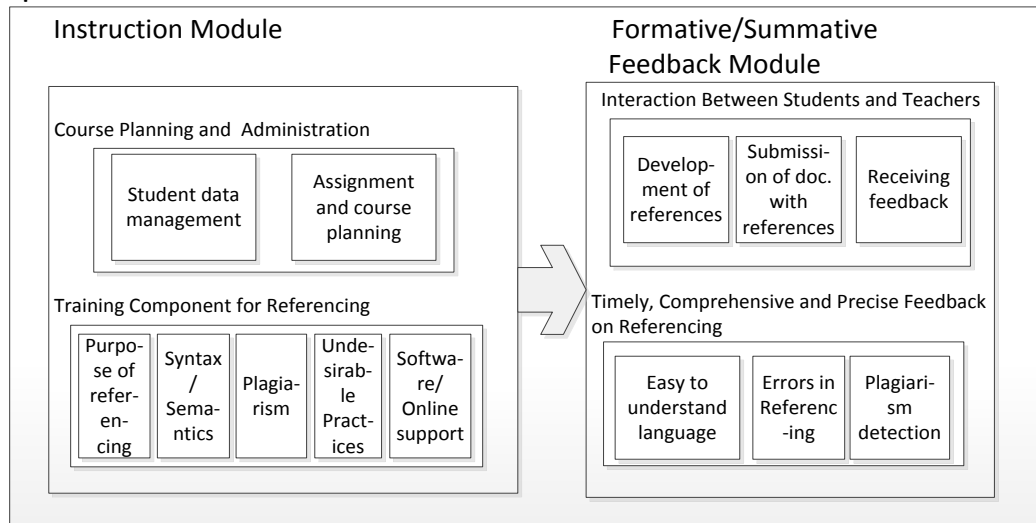 Instruction Module
Course Planning and Administration
Student data
management
Assignment
and course
planning
Training Component for Referencing
Purpo-
se of
refer-
en-
cing
Syntax
/
Sema-
ntics
Plagia-
rism
Unde-
sirab-
le
Pract-
ices
Softwa-
re/
Online
support
Formative/Summative
Feedback Module
Interaction Between Students and Teachers
Develop-
ment of
references
Submissi-
on of doc.
with
references
Receiving
feedback
Timely, Comprehensive and Precise Feedback
on Referencing
Easy to
understand
language
Errors in
Referenc
-ing
Plagiari-
sm
detection